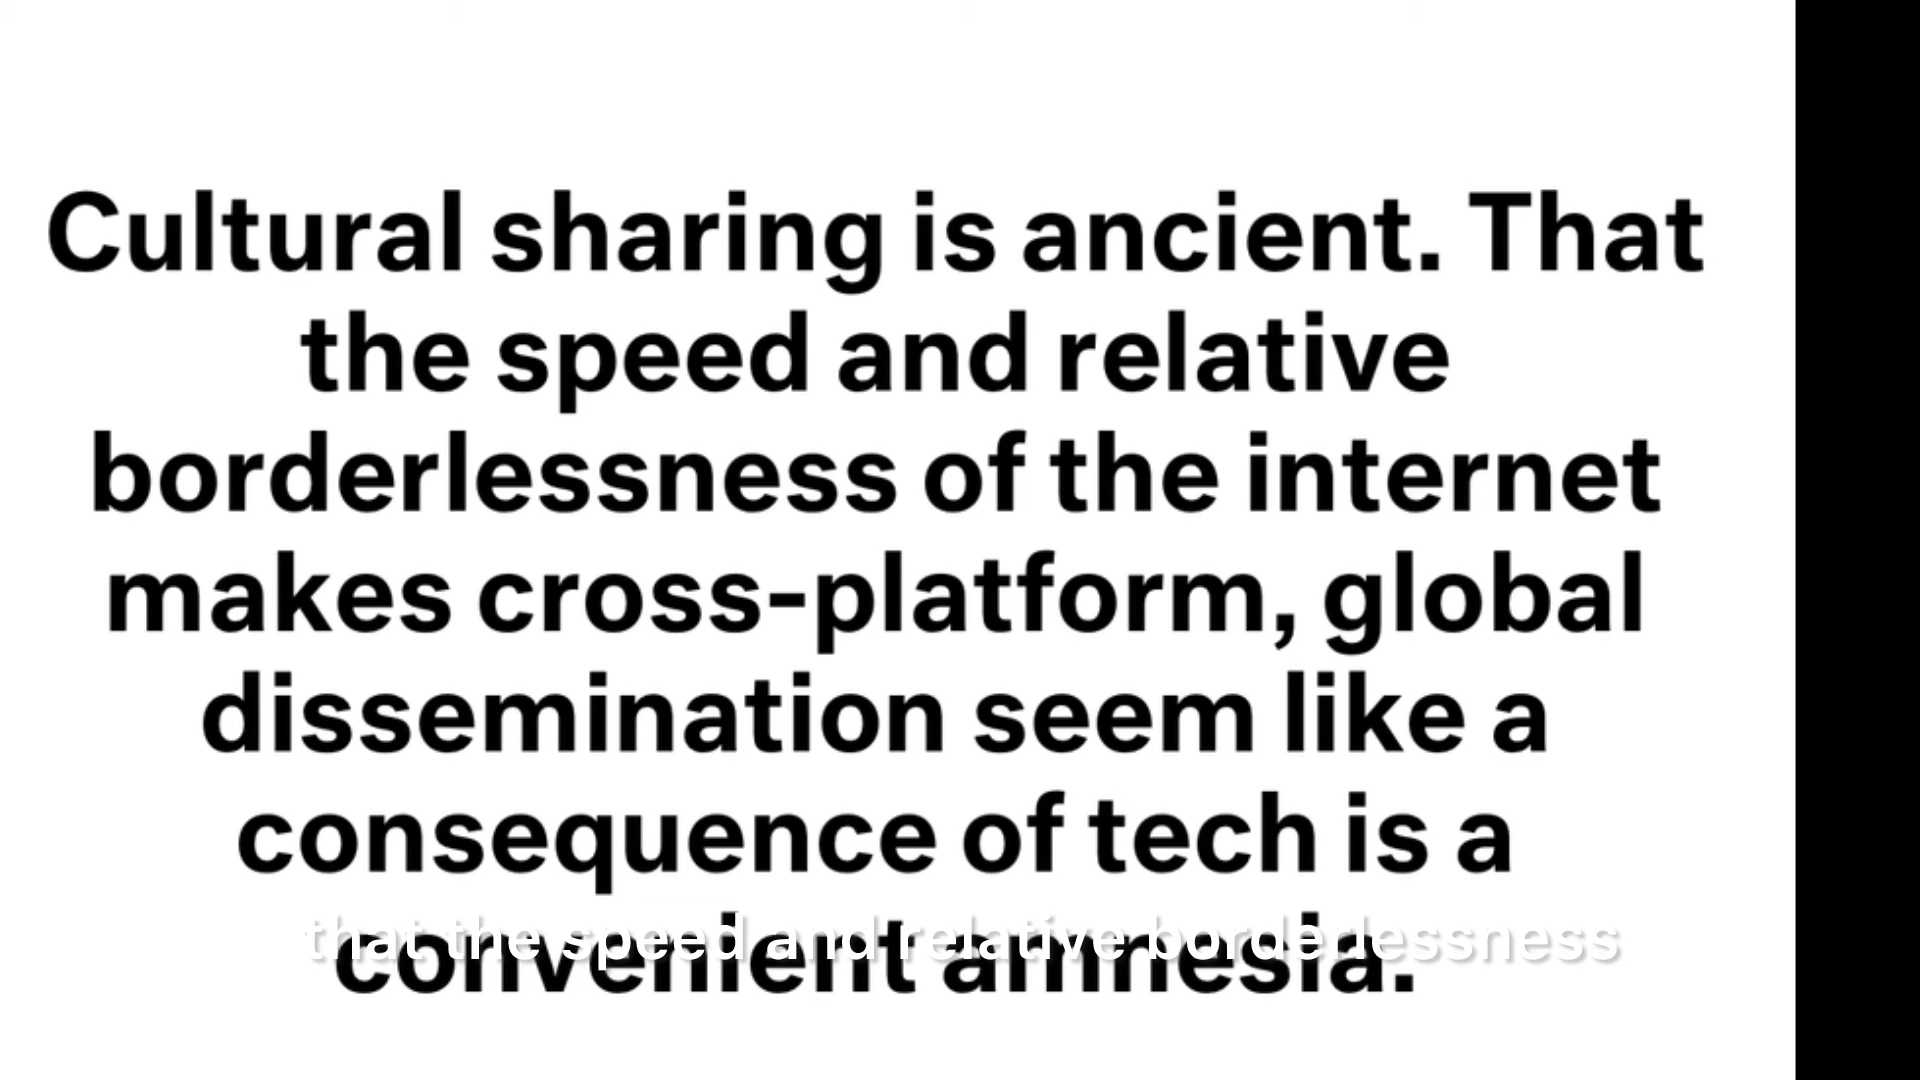 Cultural sharing is ancient. That
the speed and relative
borderlessness of the internet
makes cross-platform, global
dissemination seem like a
consequence of tech is a
convenient amnesia.
that the speed and relative borderlessness